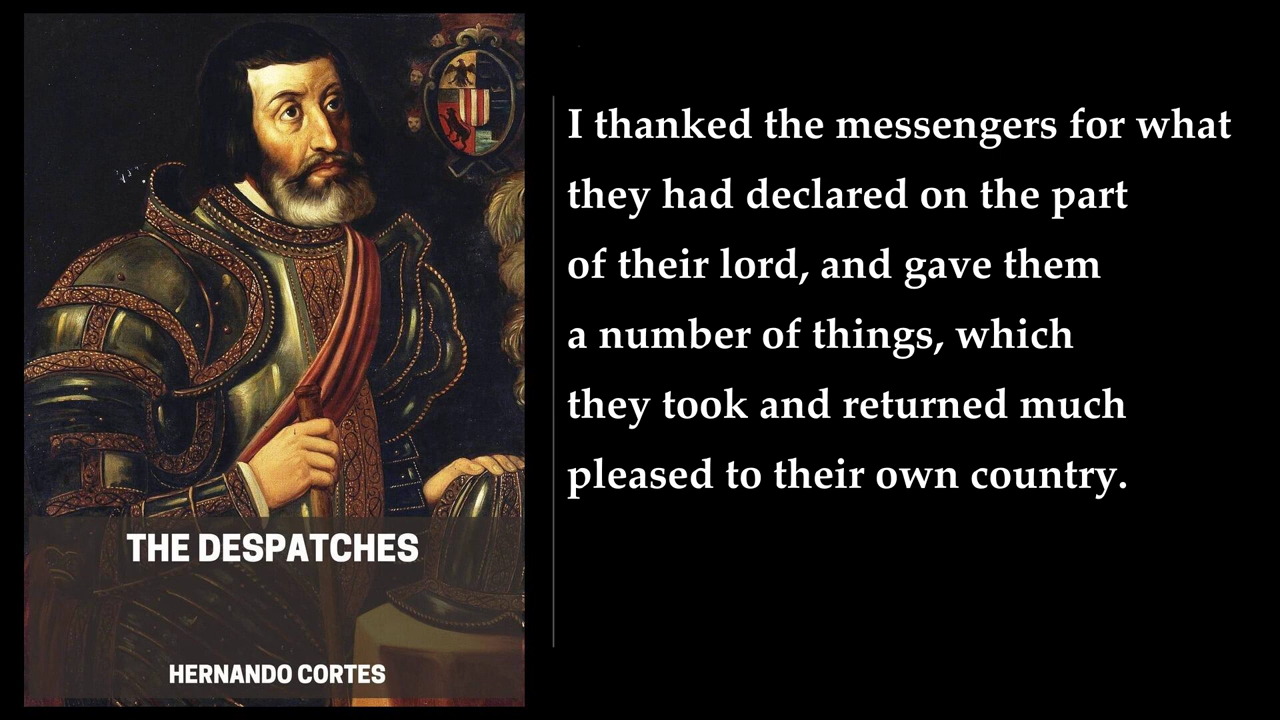 THE DESPATCHES
HERNANDO CORTES
I thanked the messengers for what
they had declared on the part
of their lord, and gave them
a number of things, which
they took and returned much
pleased to their own country.